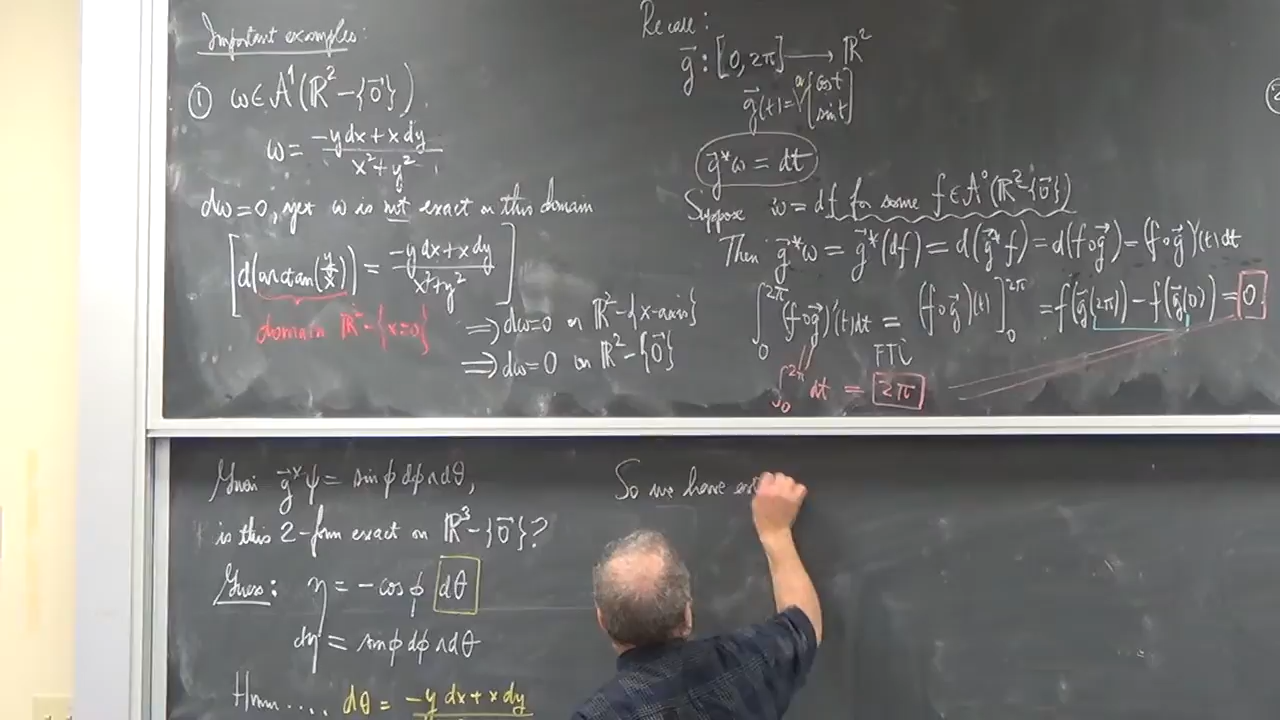 Important examples:
① ω ∈ A¹(ℝ² − {0⃗})
ω = (−y dx + x dy) / (x² + y²)
dω = 0, yet ω is not exact on this domain
[d(arctan(y/x)) = (−y dx + x dy) / (x² + y²)]
domain ℝ² − {x=0}
⟹ dω = 0 on ℝ² − {x-axis}
⟹ dω = 0 on ℝ² − {0⃗}
Recall:
g⃗ : [0, 2π] ⟶ ℝ²
g⃗(t) = a [cos t
sin t]
g⃗*ω = dt
Suppose ω = df for some f ∈ A⁰(ℝ² − {0⃗})
Then g⃗*ω = g⃗*(df) = d(g⃗*f) = d(f∘g⃗) = (f∘g⃗)'(t) dt
∫₀^{2π} (f∘g⃗)'(t) dt = (f∘g⃗)(t)]₀^{2π} = f(g⃗(2π)) − f(g⃗(0)) = 0
FTC
∫₀^{2π} dt = 2π
Given g⃗*ψ = sin ϕ dϕ ∧ dθ,
is this 2-form exact on ℝ³ − {0⃗}?
Guess: η = −cos ϕ dθ
dη = sin ϕ dϕ ∧ dθ
Hmm.... dθ = −y dx + x dy
So we have